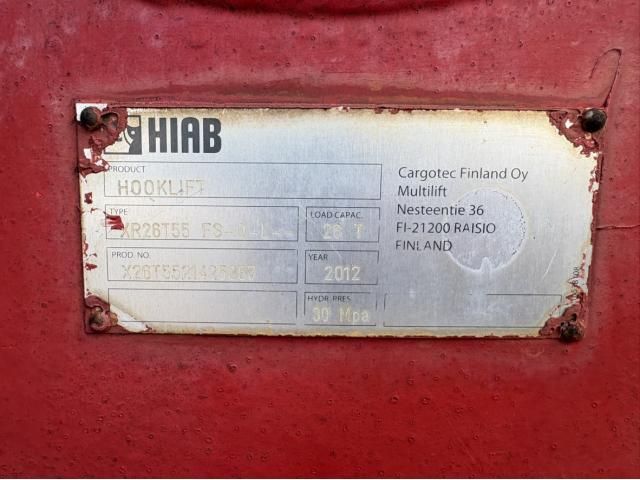 HIAB
PRODUCT
HOOKLIFT
TYPE
XR26T55
LOAD CAPAC.
26 T
PROD. NO.
YEAR
2012
HYDR. PRES.
30 Mpa
Cargotec Finland Oy
Multilift
Nesteentie 36
FI-21200 RAISIO
FINLAND